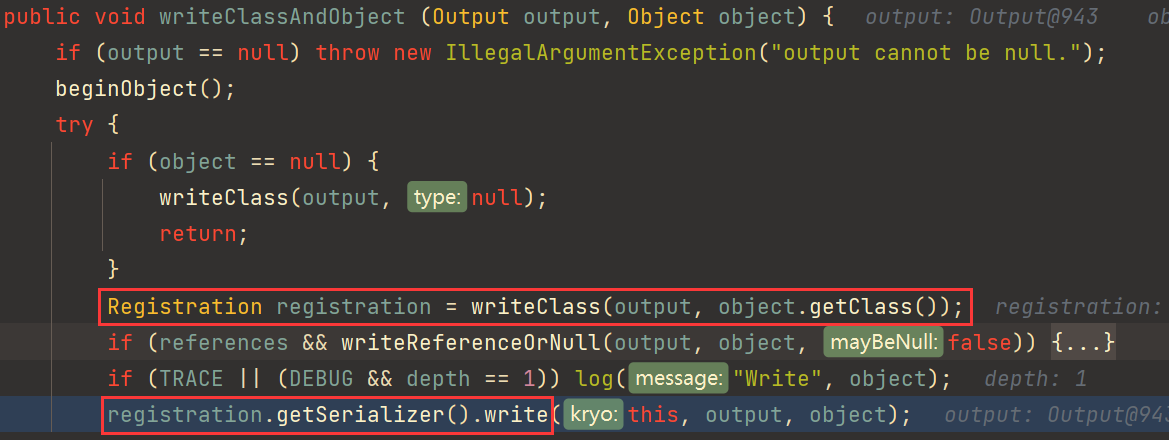 public void writeClassAndObject (Output output, Object object) {   output: Output@943   ob
    if (output == null) throw new IllegalArgumentException("output cannot be null.");
    beginObject();
    try {
        if (object == null) {
            writeClass(output, type: null);
            return;
        }
        Registration registration = writeClass(output, object.getClass());   registration:
        if (references && writeReferenceOrNull(output, object, mayBeNull: false)) {...}
        if (TRACE || (DEBUG && depth == 1)) log( message: "Write", object);   depth: 1
        registration.getSerializer().write( kryo: this, output, object);   output: Output@943